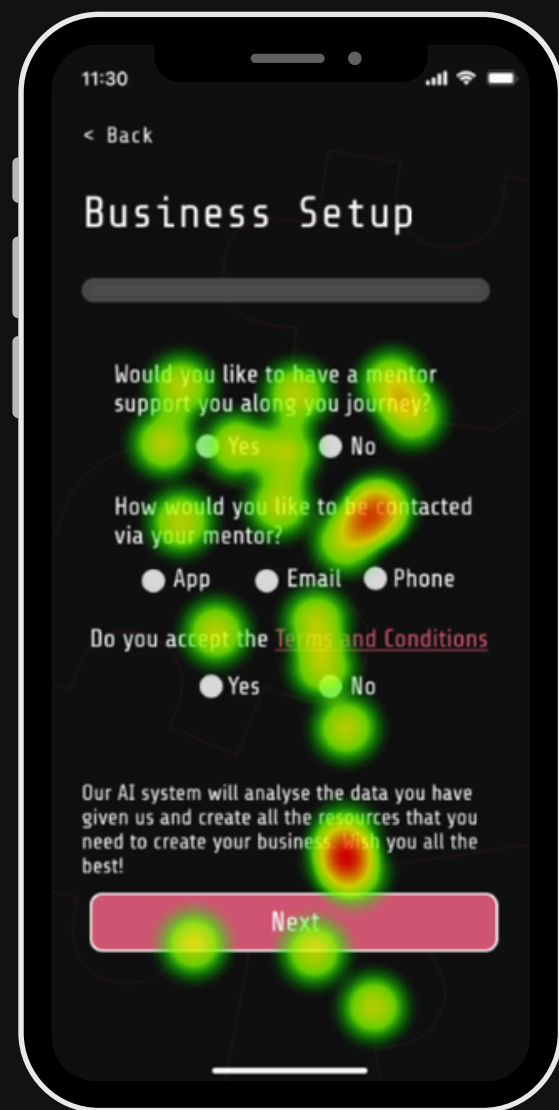 11:30
< Back
Business Setup
Would you like to have a mentor
support you along you journey?
Yes No
How would you like to be contacted
via your mentor?
App Email Phone
Do you accept the Terms and Conditions
Yes No
Our AI system will analyse the data you have
given us and create all the resources that you
need to create your business. Wish you all the
best!
Next